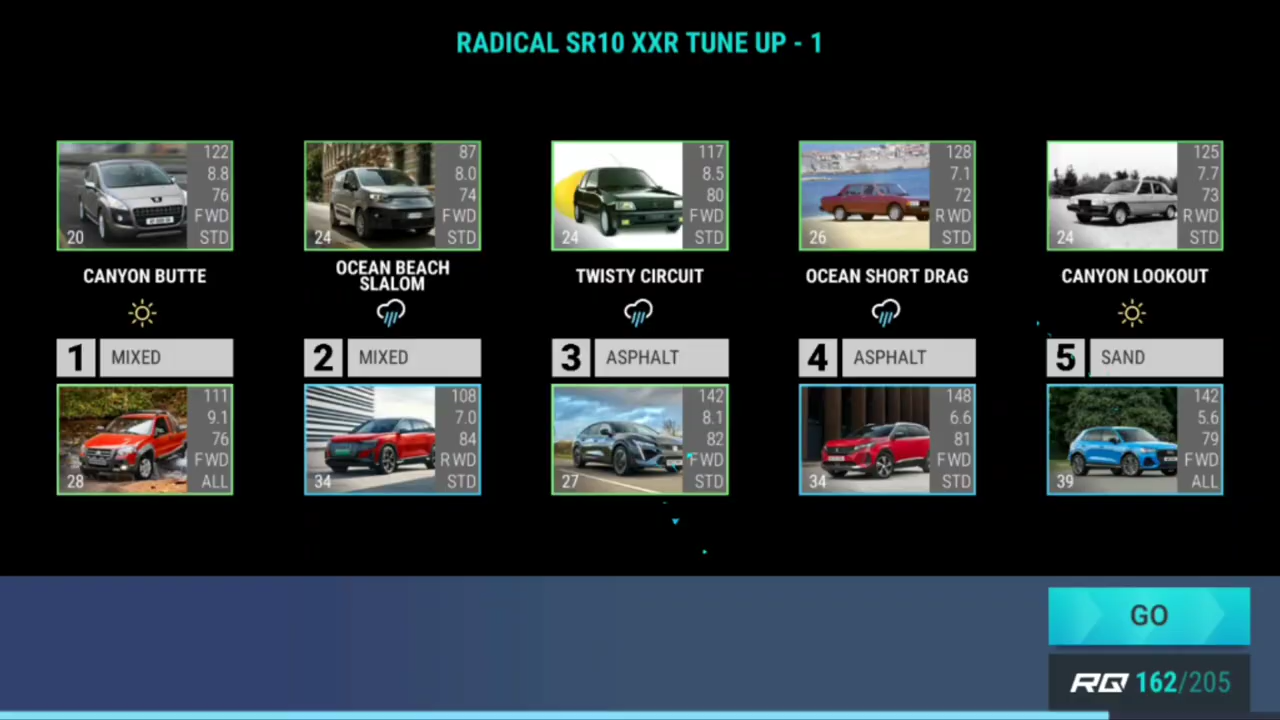 RADICAL SR10 XXR TUNE UP - 1
122
8.8
76
FWD
20 STD
87
8.0
74
FWD
24 STD
117
8.5
80
FWD
24 STD
128
7.1
72
RWD
26 STD
125
7.7
73
RWD
24 STD
CANYON BUTTE
OCEAN BEACH
SLALOM
TWISTY CIRCUIT
OCEAN SHORT DRAG
CANYON LOOKOUT
1 MIXED
2 MIXED
3 ASPHALT
4 ASPHALT
5 SAND
111
9.1
76
FWD
28 ALL
108
7.0
84
RWD
34 STD
142
8.1
82
FWD
27 STD
148
6.6
81
FWD
34 STD
142
5.6
79
FWD
39 ALL
GO
RQ 162/205